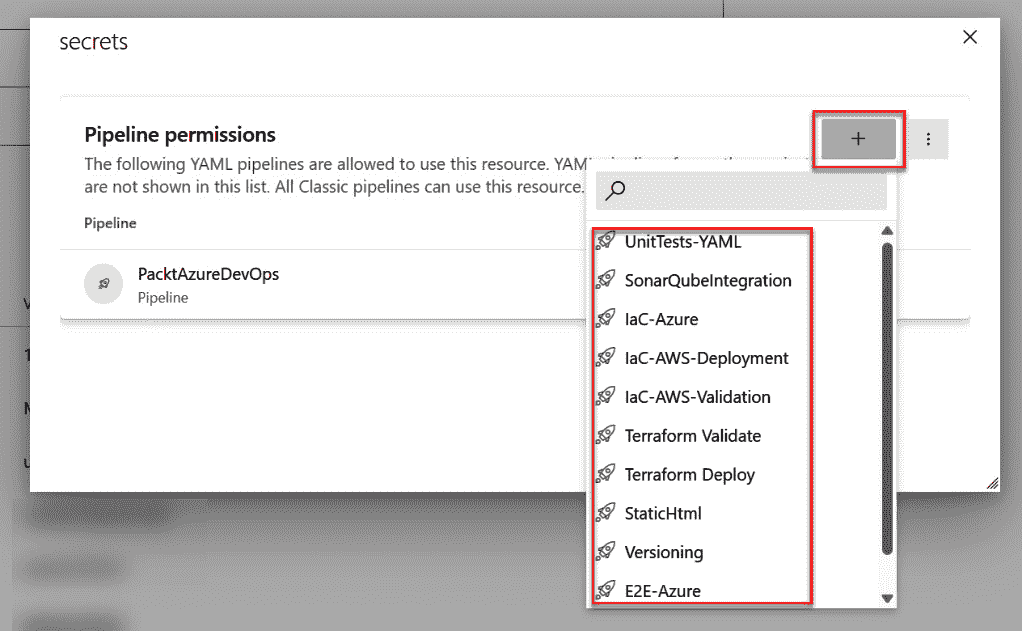 secrets
Pipeline permissions
The following YAML pipelines are allowed to use this resource.
are not shown in this list. All Classic pipelines can use this resource.
Pipeline
PacktAzureDevOps
Pipeline
UnitTests-YAML
SonarQubeIntegration
IaC-Azure
IaC-AWS-Deployment
IaC-AWS-Validation
Terraform Validate
Terraform Deploy
StaticHtml
Versioning
E2E-Azure